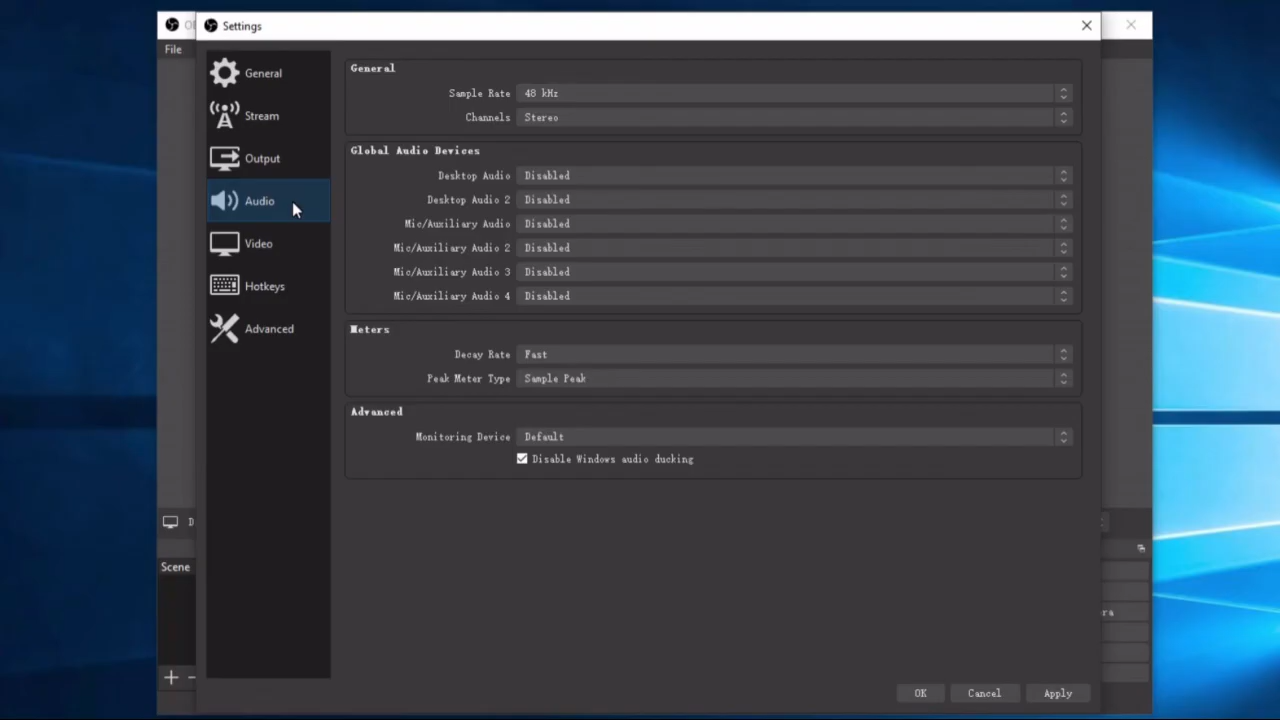 Settings
File
General
Stream
Output
Audio
Video
Hotkeys
Advanced
General
Sample Rate 48 kHz
Channels Stereo
Global Audio Devices
Desktop Audio Disabled
Desktop Audio 2 Disabled
Mic/Auxiliary Audio Disabled
Mic/Auxiliary Audio 2 Disabled
Mic/Auxiliary Audio 3 Disabled
Mic/Auxiliary Audio 4 Disabled
Meters
Decay Rate Fast
Peak Meter Type Sample Peak
Advanced
Monitoring Device Default
Disable Windows audio ducking
Scene
OK Cancel Apply